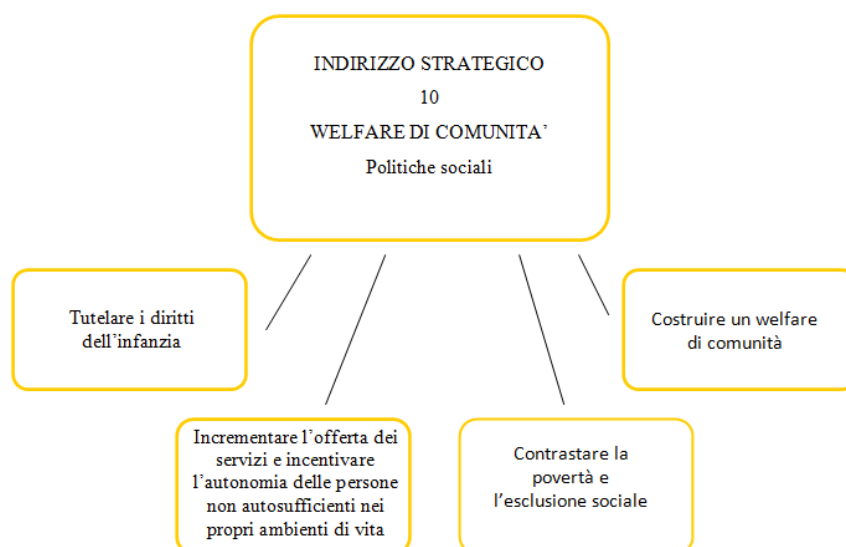 INDIRIZZO STRATEGICO
10
WELFARE DI COMUNITA’
Politiche sociali
Tutelare i diritti
dell’infanzia
Costruire un welfare
di comunità
Incrementare l’offerta dei
servizi e incentivare
l’autonomia delle persone
non autosufficienti nei
propri ambienti di vita
Contrastare la
povertà e
l’esclusione sociale